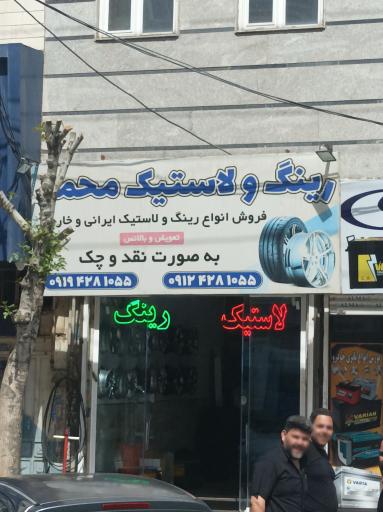 رینگ و لاستیک محم
فروش انواع رینگ و لاستیک ایرانی و خار
تعویض و بالانس
به صورت نقد و چک
۰۹۱۹ ۴۲۸ ۱۰۵۵
۰۹۱۲ ۴۲۸ ۱۰۵۵
رینگ
لاستیک
VARTA